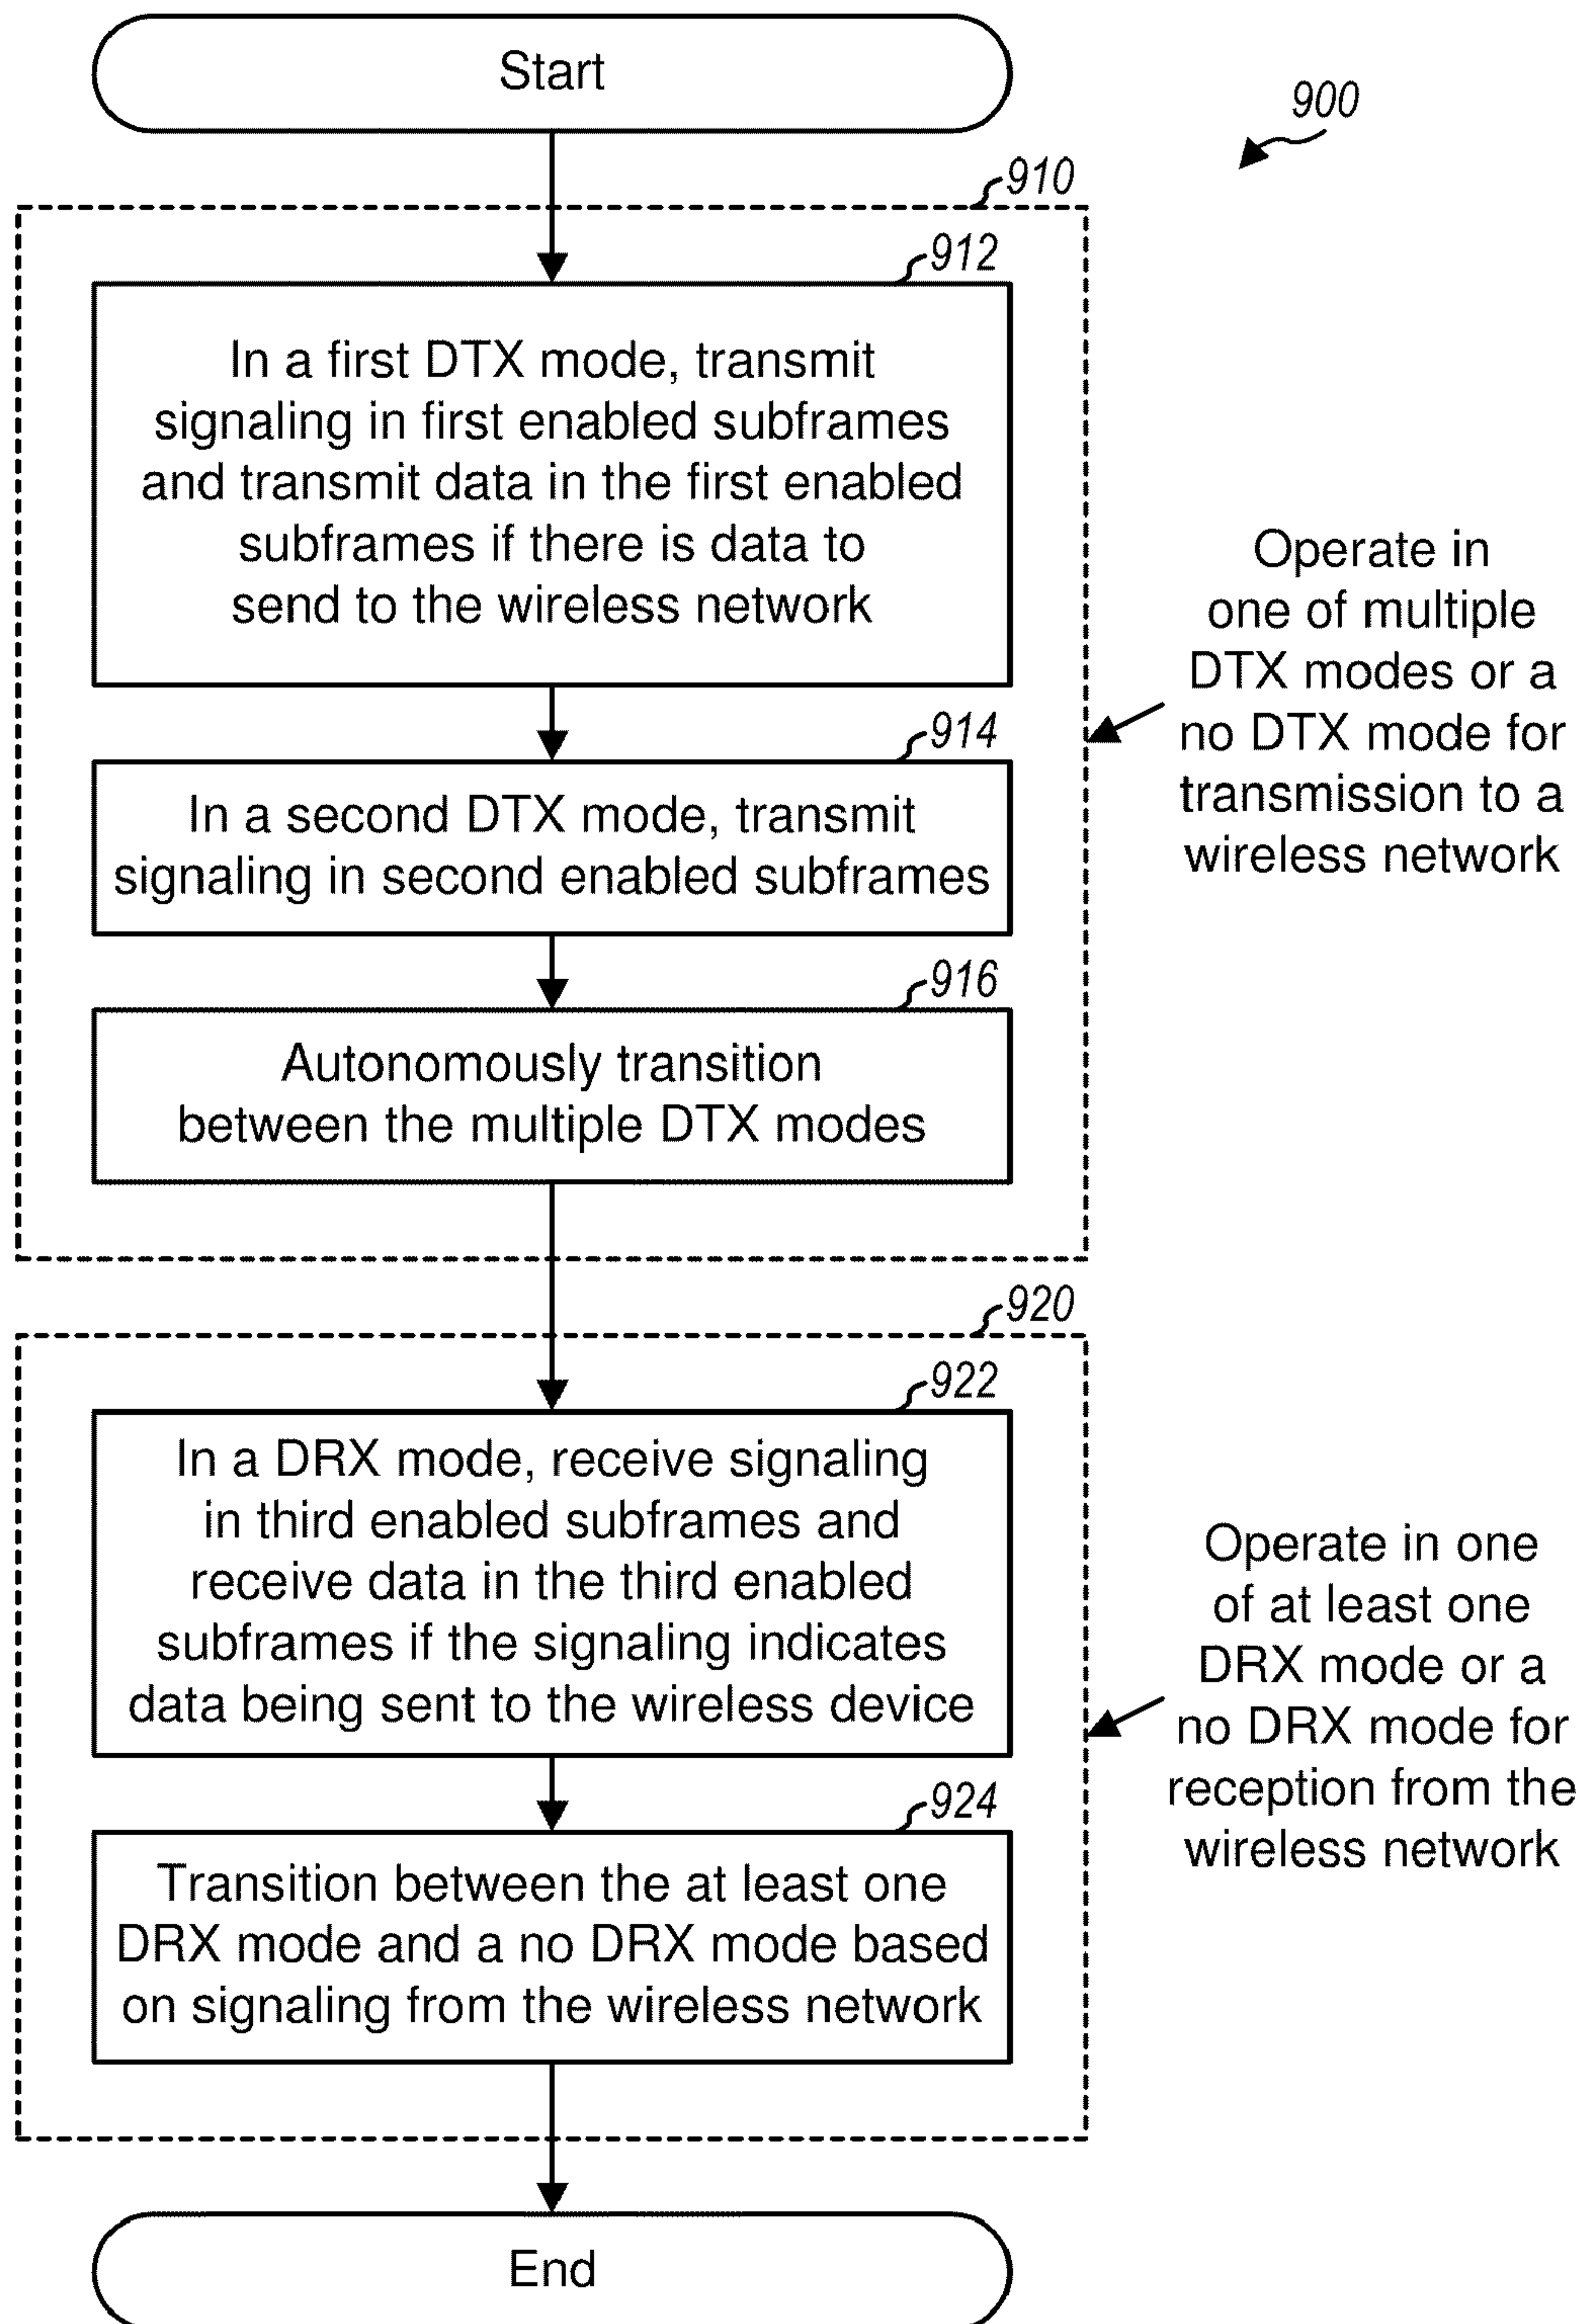 Start
900
910
912
In a first DTX mode, transmit
signaling in first enabled subframes
and transmit data in the first enabled
subframes if there is data to
send to the wireless network
Operate in
one of multiple
DTX modes or a
no DTX mode for
transmission to a
wireless network
914
In a second DTX mode, transmit
signaling in second enabled subframes
916
Autonomously transition
between the multiple DTX modes
920
922
In a DRX mode, receive signaling
in third enabled subframes and
receive data in the third enabled
subframes if the signaling indicates
data being sent to the wireless device
Operate in one
of at least one
DRX mode or a
no DRX mode for
reception from the
wireless network
924
Transition between the at least one
DRX mode and a no DRX mode based
on signaling from the wireless network
End